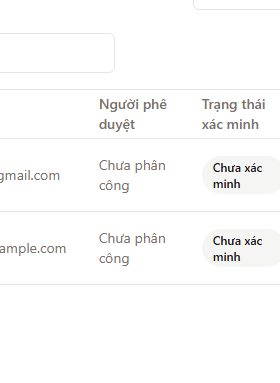 Người phê
duyệt
Trạng thái
xác minh
gmail.com
Chưa phân
công
Chưa xác
minh
ample.com
Chưa phân
công
Chưa xác
minh